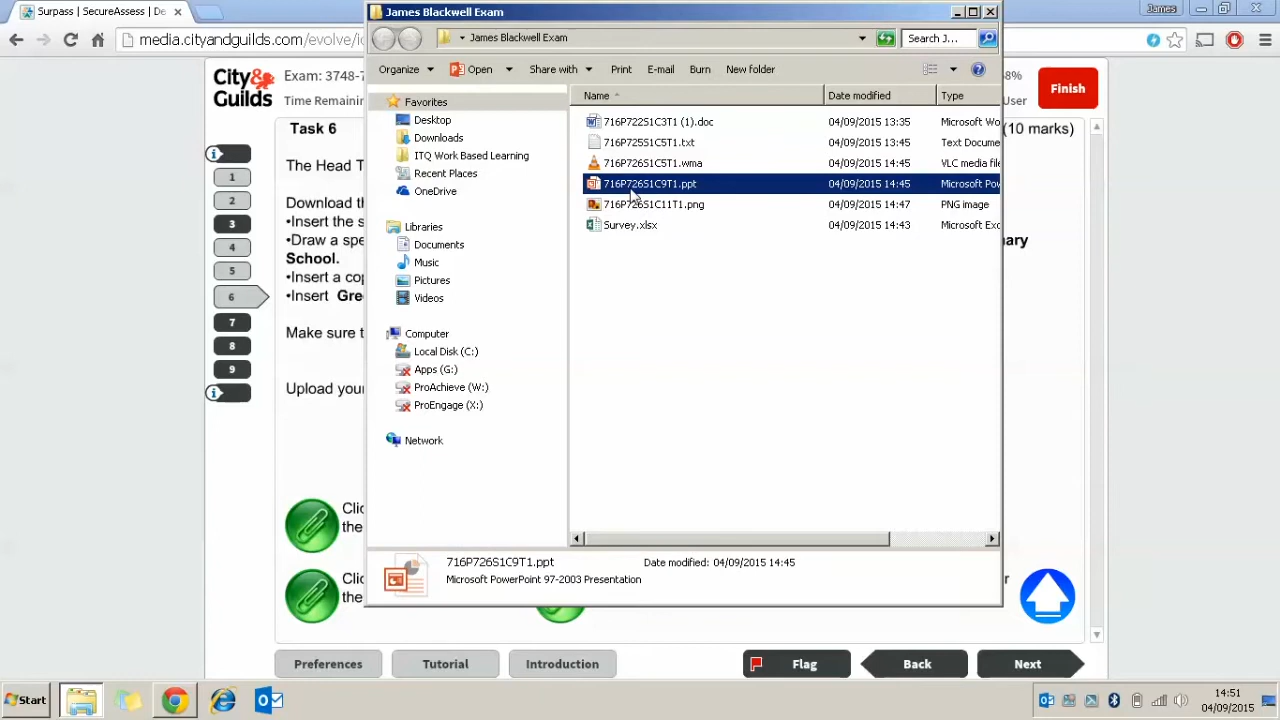 Surpass | SecureAssess | De
James
media.cityandguilds.com/evolve/i
James Blackwell Exam
James Blackwell Exam
Search J...
Organize
Open
Share with
Print
E-mail
Burn
New folder
Name
Date modified
Type
Favorites
Desktop
Downloads
ITQ Work Based Learning
Recent Places
OneDrive
Libraries
Documents
Music
Pictures
Videos
Computer
Local Disk (C:)
Apps (G:)
ProAchieve (W:)
ProEngage (X:)
Network
716P722S1C3T1 (1).doc 04/09/2015 13:35 Microsoft Wo
716P725S1C5T1.txt 04/09/2015 13:45 Text Docume
716P726S1C5T1.wma 04/09/2015 14:45 VLC media file
716P726S1C9T1.ppt 04/09/2015 14:45 Microsoft Pow
716P726S1C11T1.png 04/09/2015 14:47 PNG image
Survey.xlsx 04/09/2015 14:43 Microsoft Exc
716P726S1C9T1.ppt Date modified: 04/09/2015 14:45
Microsoft PowerPoint 97-2003 Presentation
City&
Guilds
Exam: 3748-7
Time Remainin
8%
User
Finish
Task 6
(10 marks)
The Head T
Download th
•Insert the s
•Draw a spe
mary
School.
•Insert a cop
•Insert Gre
Make sure t
Upload your
1
2
3
4
5
6
7
8
9
Clic
the
Clic
the
r
Preferences
Tutorial
Introduction
Flag
Back
Next
Start
14:51
04/09/2015